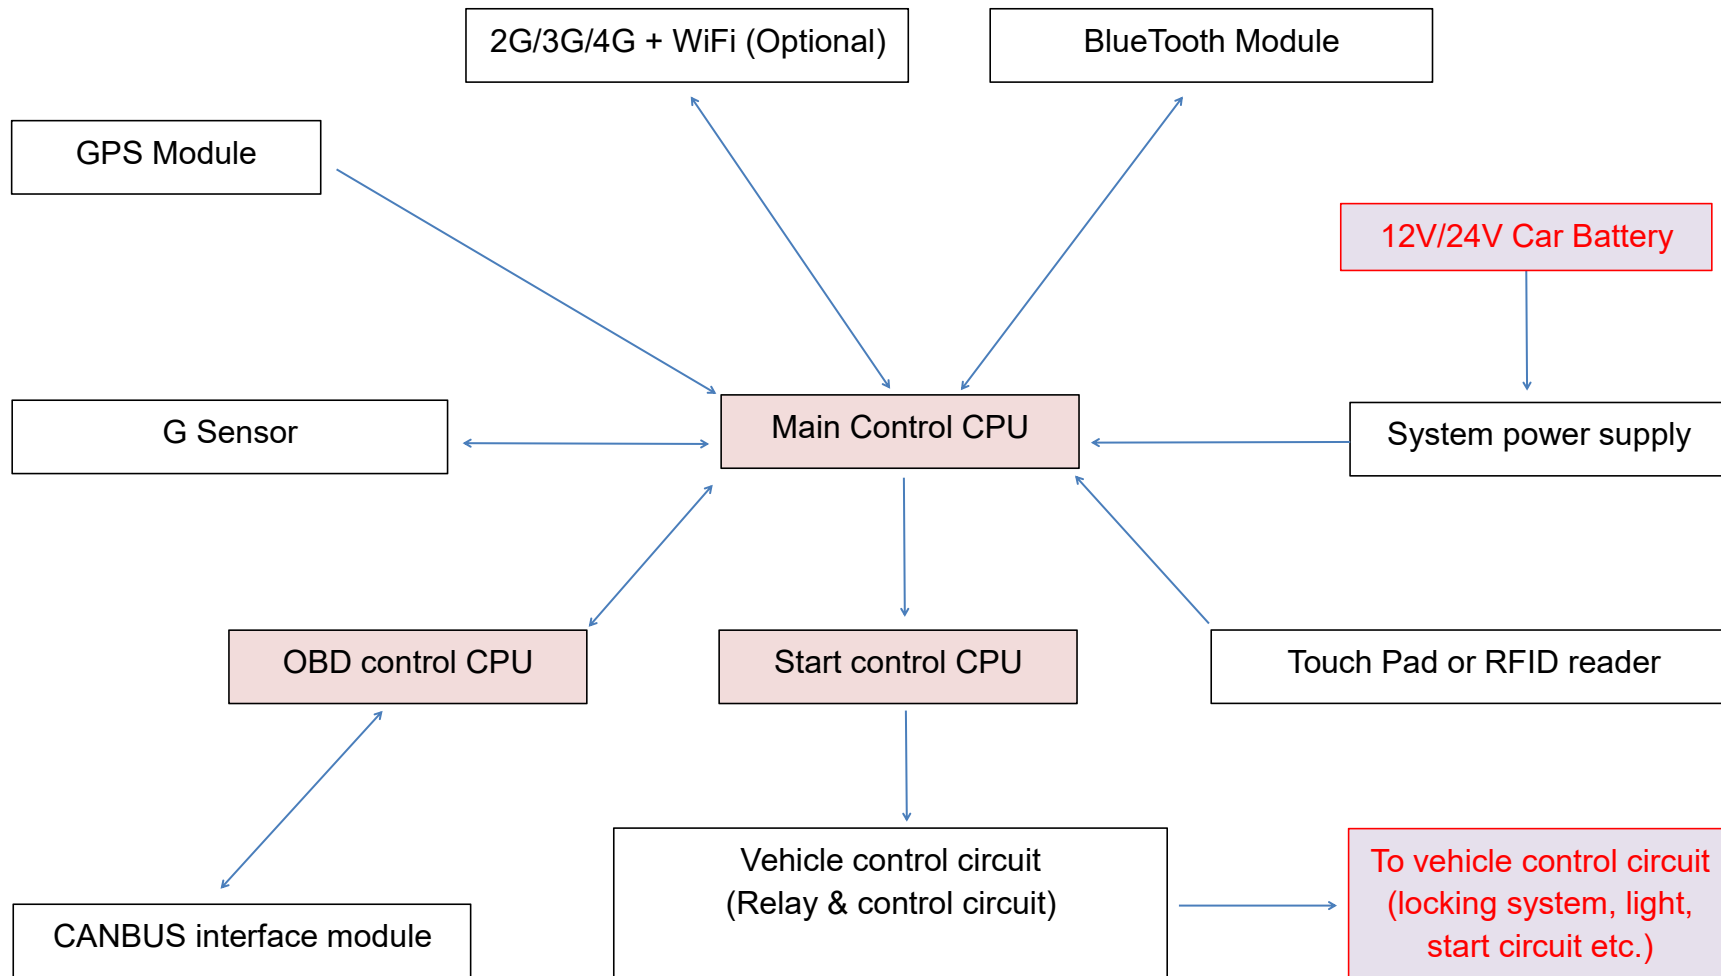 2G/3G/4G + WiFi (Optional)
BlueTooth Module
GPS Module
12V/24V Car Battery
G Sensor
Main Control CPU
System power supply
OBD control CPU
Start control CPU
Touch Pad or RFID reader
Vehicle control circuit
(Relay & control circuit)
To vehicle control circuit
(locking system, light,
start circuit etc.)
CANBUS interface module